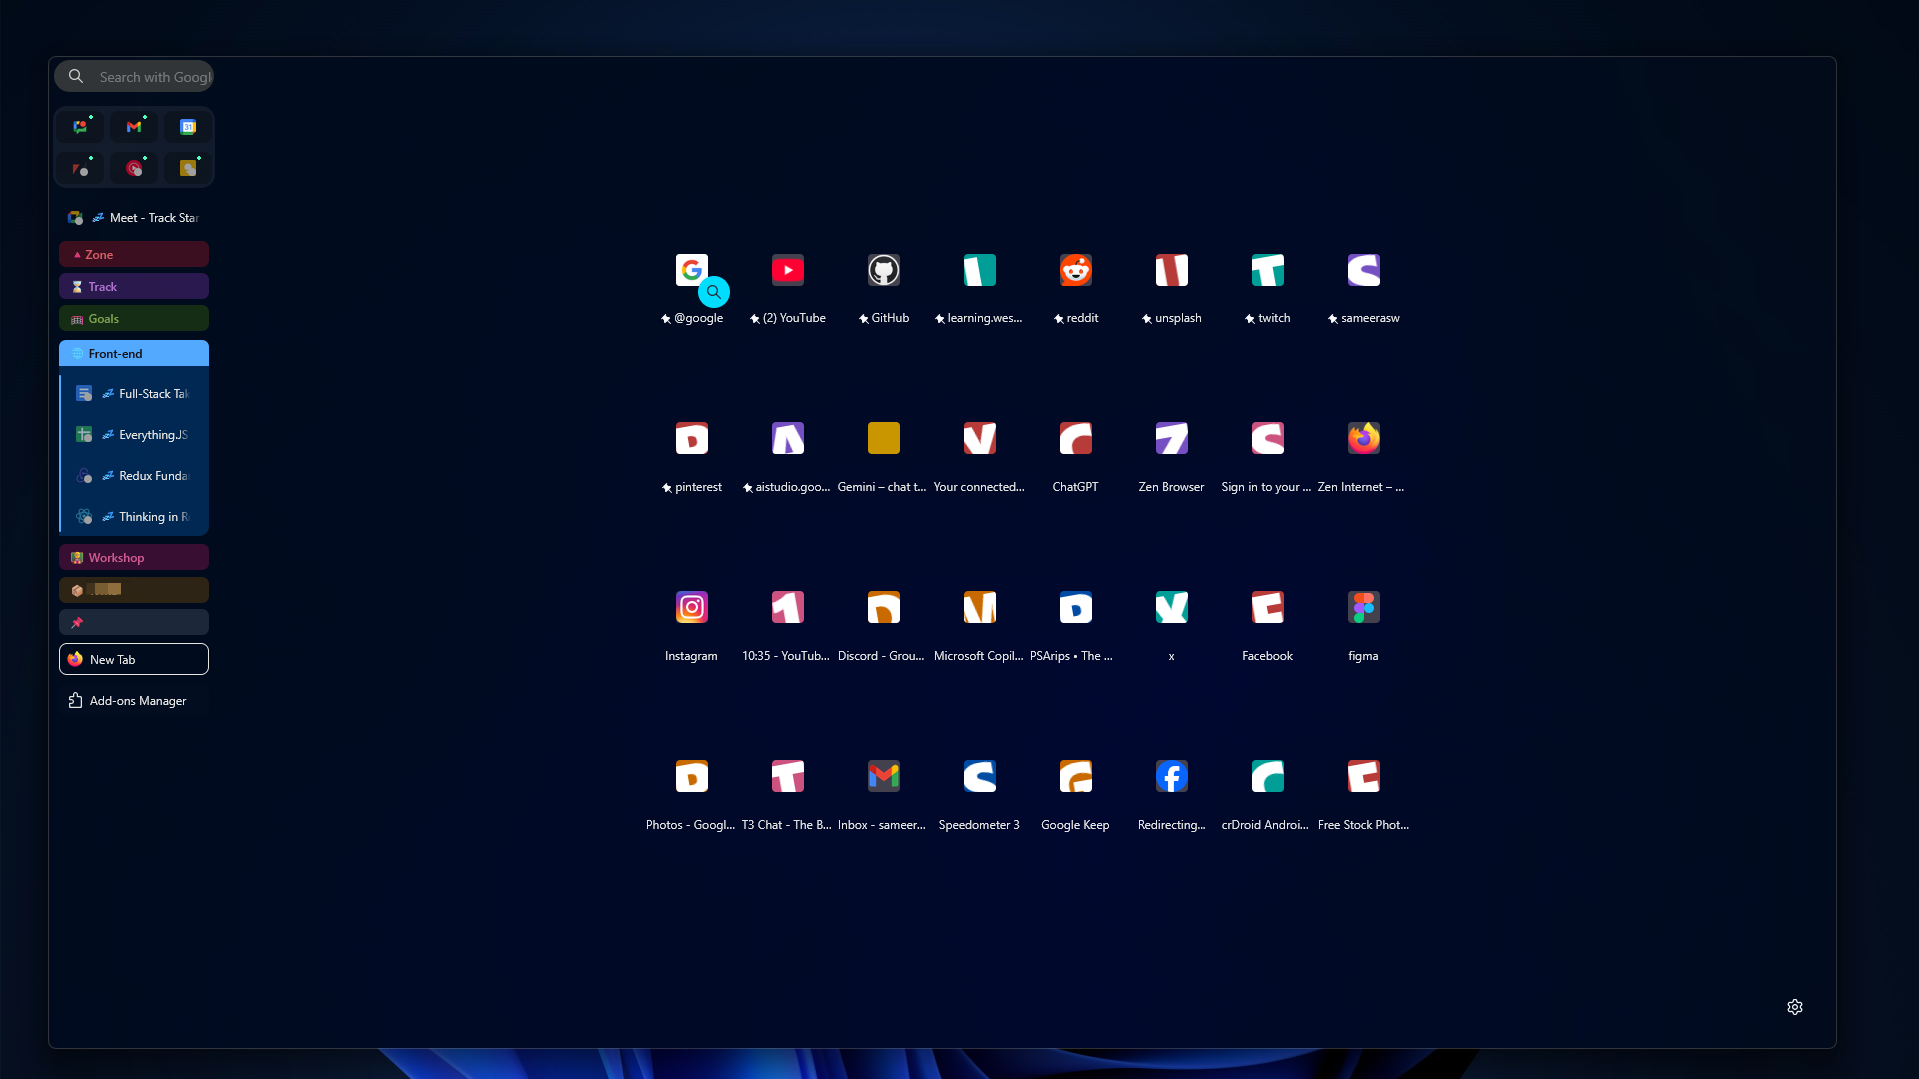 Search with Googl
31
Meet - Track Star
Zone
Track
Goals
Front-end
Full-Stack Tak
Everything.JS
Redux Funda
Thinking in R
Workshop
New Tab
Add-ons Manager
@google
(2) YouTube
GitHub
learning.wes...
reddit
unsplash
twitch
sameerasw
pinterest
aistudio.goo...
Gemini – chat t...
Your connected...
ChatGPT
Zen Browser
Sign in to your ...
Zen Internet – ...
Instagram
10:35 - YouTub...
Discord - Grou...
Microsoft Copil...
PSArips • The ...
x
Facebook
figma
Photos - Googl...
T3 Chat - The B...
Inbox - sameer...
Speedometer 3
Google Keep
Redirecting...
crDroid Androi...
Free Stock Phot...